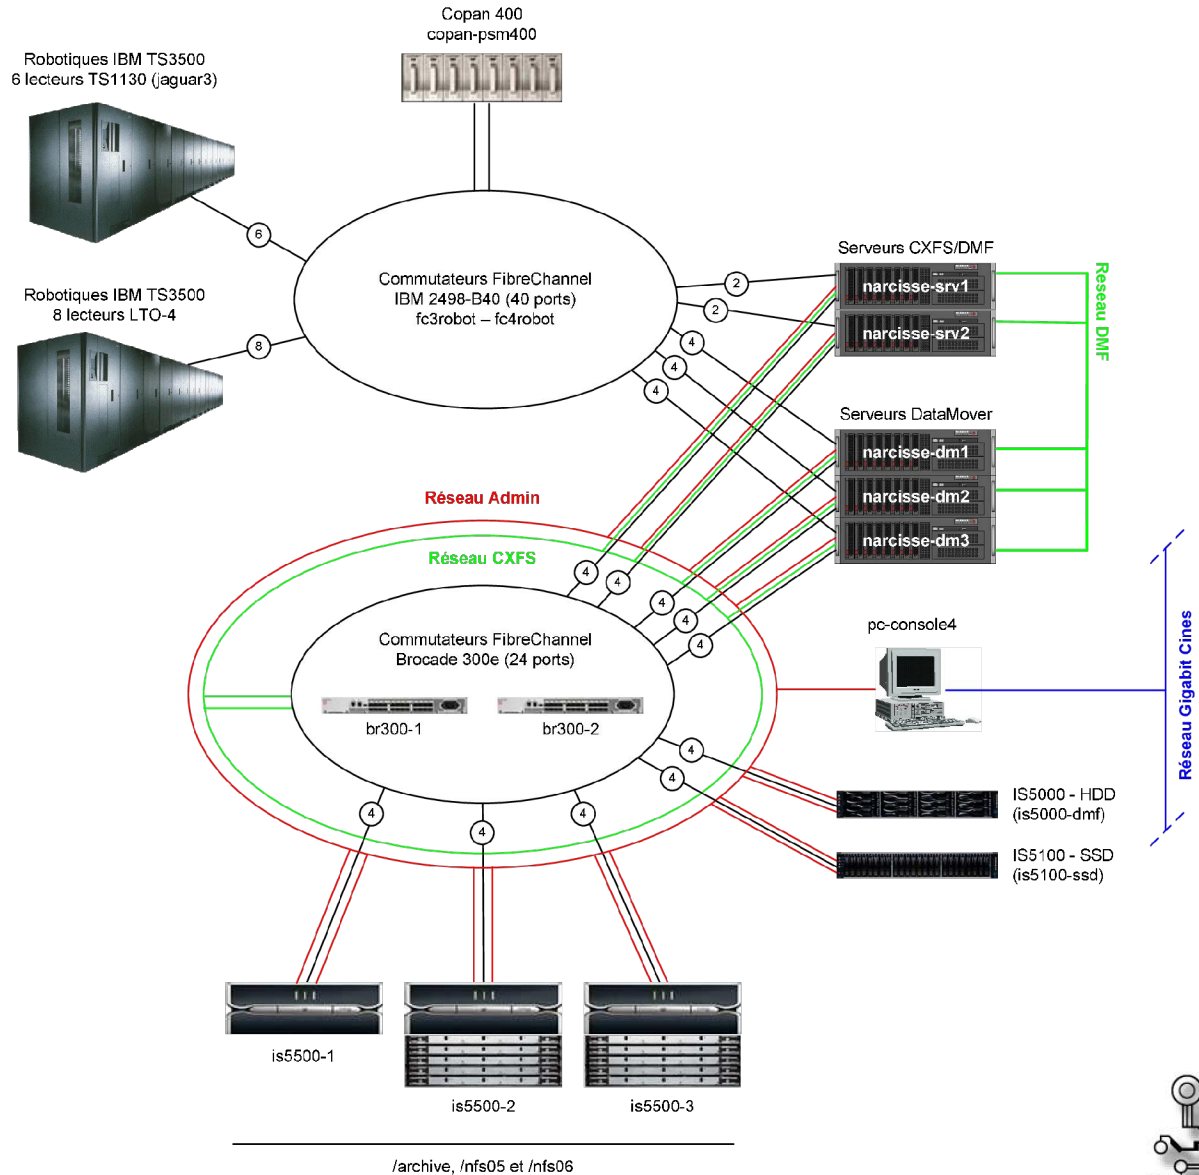 Copan 400
copan-psm400
Robotiques IBM TS3500
6 lecteurs TS1130 (jaguar3)
6
Robotiques IBM TS3500
8 lecteurs LTO-4
8
Commutateurs FibreChannel
IBM 2498-B40 (40 ports)
fc3robot – fc4robot
2
2
4
4
4
Serveurs CXFS/DMF
narcisse-srv1
narcisse-srv2
Reseau DMF
Serveurs DataMover
narcisse-dm1
narcisse-dm2
narcisse-dm3
Réseau Admin
Réseau CXFS
4
4
4
4
4
Commutateurs FibreChannel
Brocade 300e (24 ports)
br300-1
br300-2
pc-console4
Réseau Gigabit Cines
4
4
IS5000 - HDD
(is5000-dmf)
IS5100 - SSD
(is5100-ssd)
4
4
4
is5500-1
is5500-2
is5500-3
/archive, /nfs05 et /nfs06